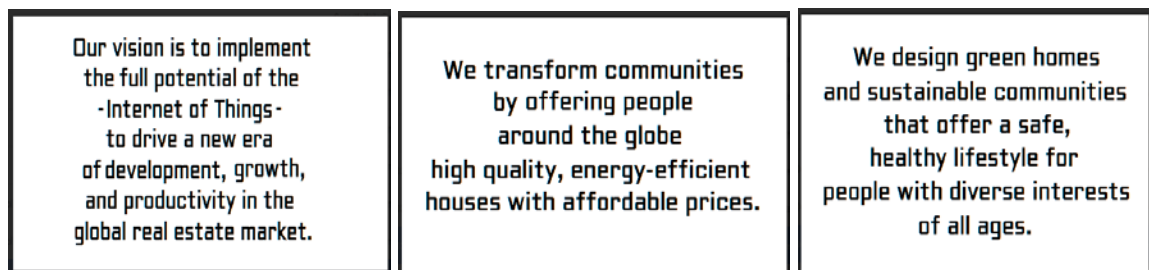 Our vision is to implement
the full potential of the
-Internet of Things-
to drive a new era
of development, growth,
and productivity in the
global real estate market.
We transform communities
by offering people
around the globe
high quality, energy-efficient
houses with affordable prices.
We design green homes
and sustainable communities
that offer a safe,
healthy lifestyle for
people with diverse interests
of all ages.